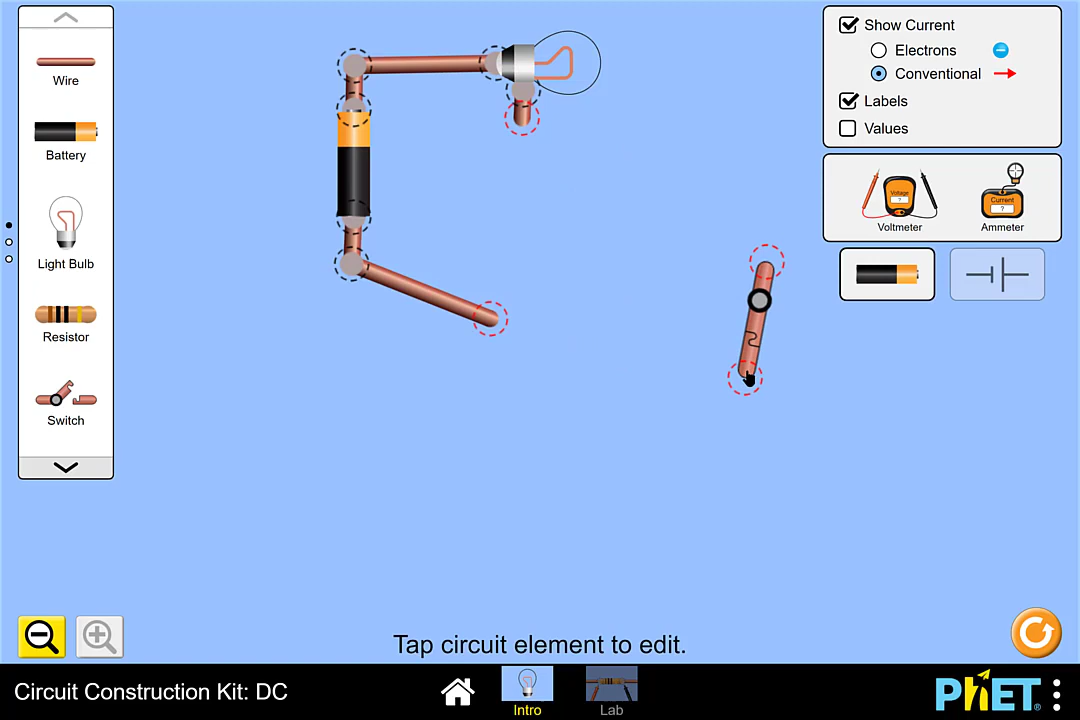 Wire
Battery
Light Bulb
Resistor
Switch
Show Current
Electrons
Conventional
Labels
Values
Voltage
?
Voltmeter
Current
?
Ammeter
Tap circuit element to edit.
Circuit Construction Kit: DC
Intro
Lab
PhET®